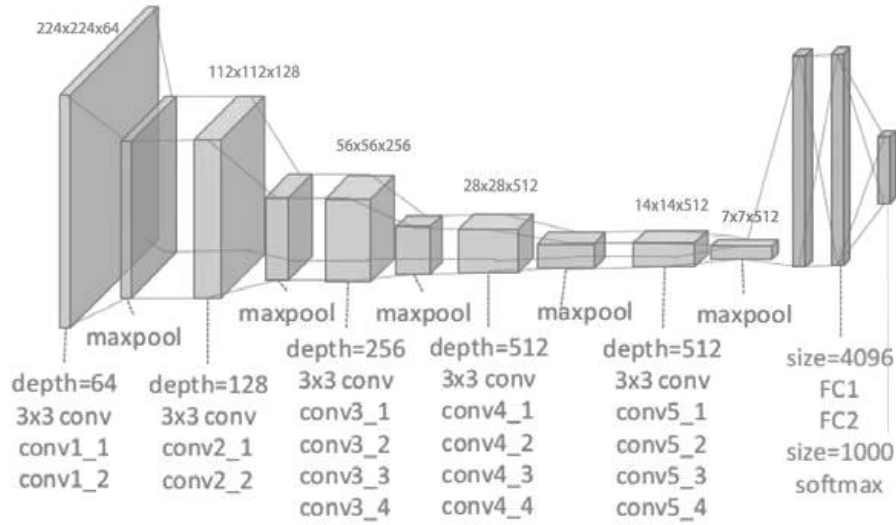 224x224x64
112x112x128
56x56x256
28x28x512
14x14x512
7x7x512
maxpool
maxpool
maxpool
maxpool
maxpool
depth=64
3x3 conv
conv1_1
conv1_2
depth=128
3x3 conv
conv2_1
conv2_2
depth=256
3x3 conv
conv3_1
conv3_2
conv3_3
conv3_4
depth=512
3x3 conv
conv4_1
conv4_2
conv4_3
conv4_4
depth=512
3x3 conv
conv5_1
conv5_2
conv5_3
conv5_4
size=4096
FC1
FC2
size=1000
softmax